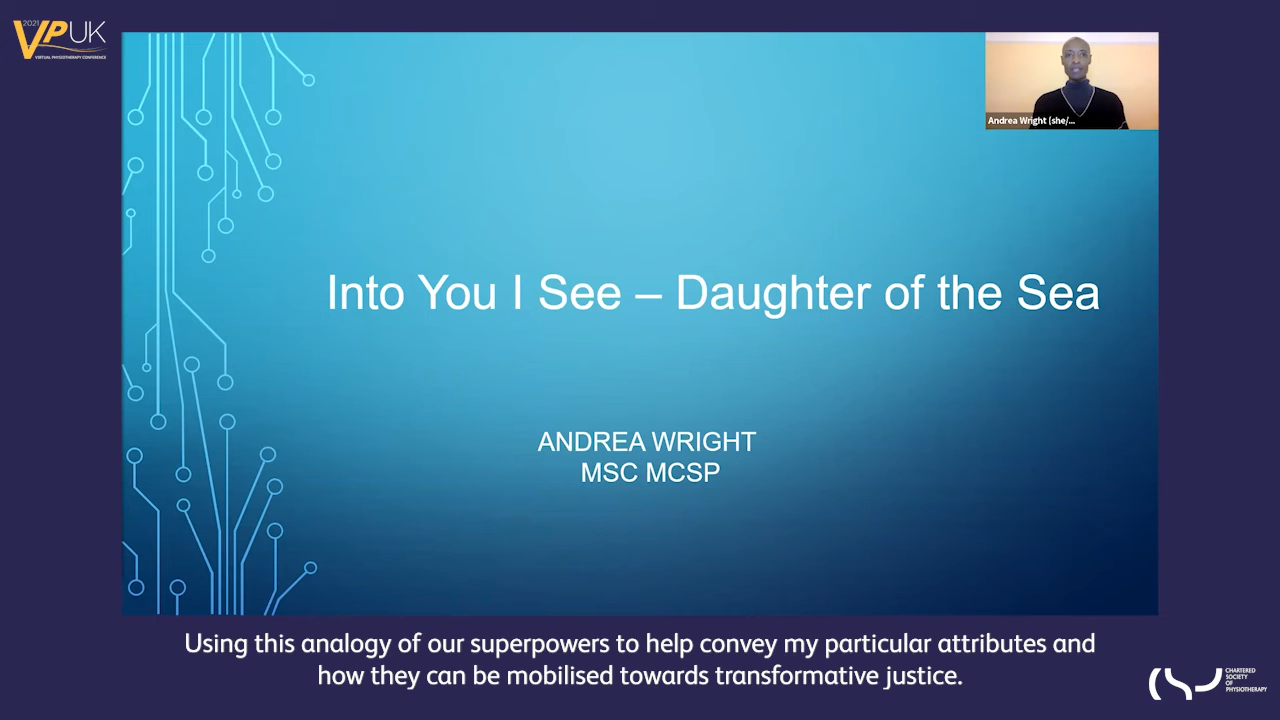 2021
VPUK
VIRTUAL PHYSIOTHERAPY CONFERENCE
Andrea Wright (she/...
Into You I See – Daughter of the Sea
ANDREA WRIGHT
MSC MCSP
Using this analogy of our superpowers to help convey my particular attributes and
how they can be mobilised towards transformative justice.
CHARTERED
SOCIETY
OF
PHYSIOTHERAPY